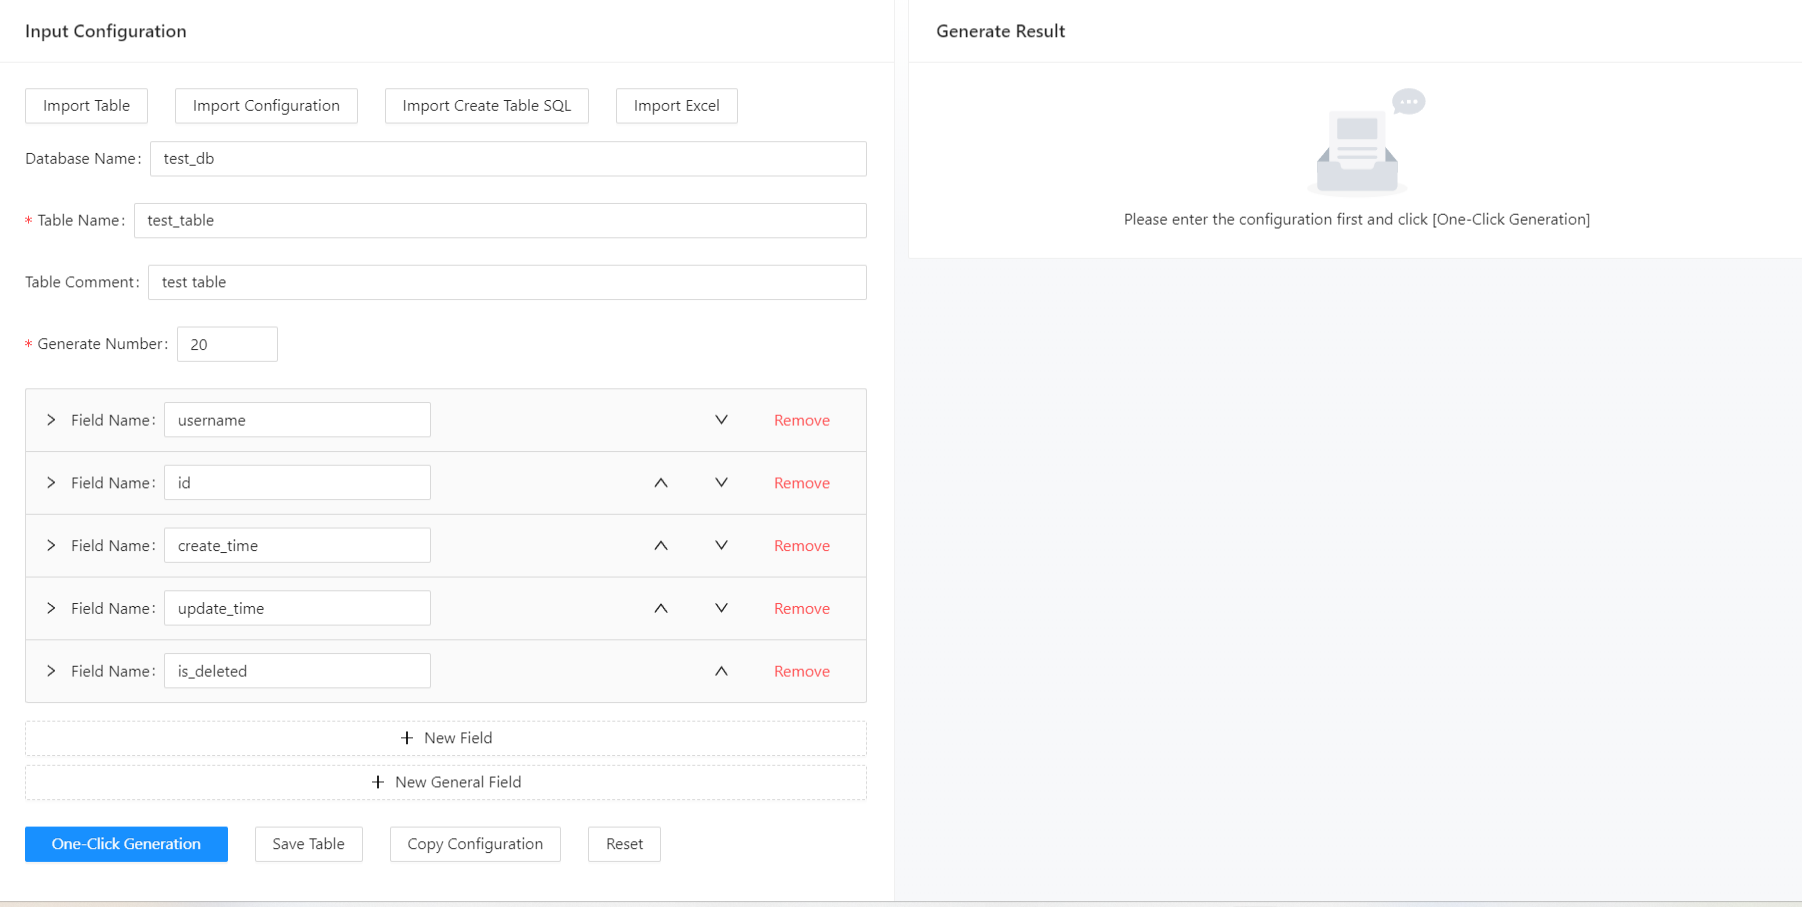 Input Configuration
Generate Result
Import Table
Import Configuration
Import Create Table SQL
Import Excel
Database Name:
test_db
* Table Name:
test_table
Table Comment:
test table
* Generate Number:
20
Field Name:
username
Remove
Field Name:
id
Remove
Field Name:
create_time
Remove
Field Name:
update_time
Remove
Field Name:
is_deleted
Remove
+ New Field
+ New General Field
One-Click Generation
Save Table
Copy Configuration
Reset
Please enter the configuration first and click [One-Click Generation]